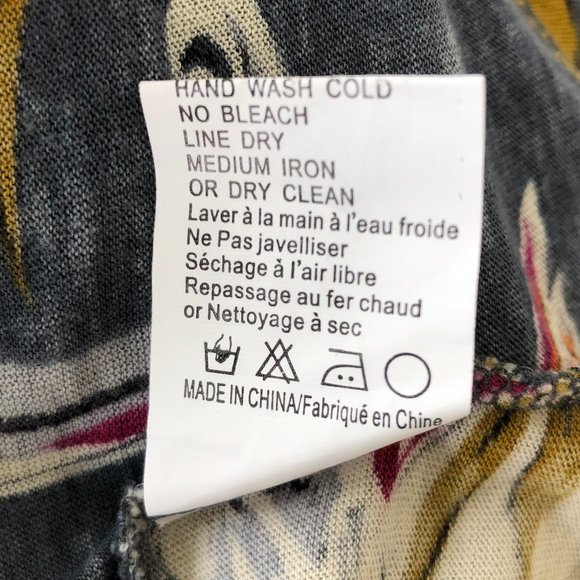 HAND WASH COLD
NO BLEACH
LINE DRY
MEDIUM IRON
OR DRY CLEAN
Laver à la main à l'eau froide
Ne Pas javelliser
Séchage à l'air libre
Repassage au fer chaud
or Nettoyage à sec
MADE IN CHINA/Fabriqué en Chine